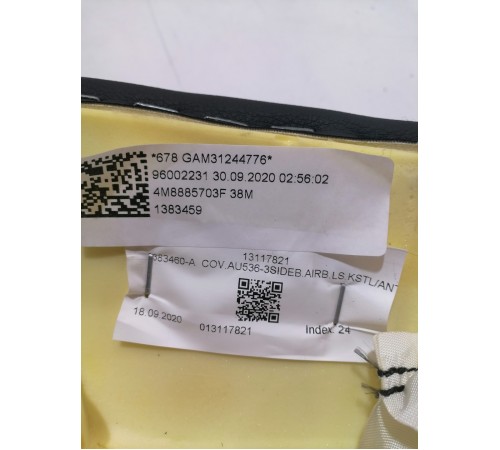 *678 GAM31244776*
96002231 30.09.2020 02:56:02
4M8885703F 38M
1383459
13117821
383460-A COV.AU536-3SIDEB.AIRB.LS.KSTL/ANT
18.09.2020 013117821 Index 24